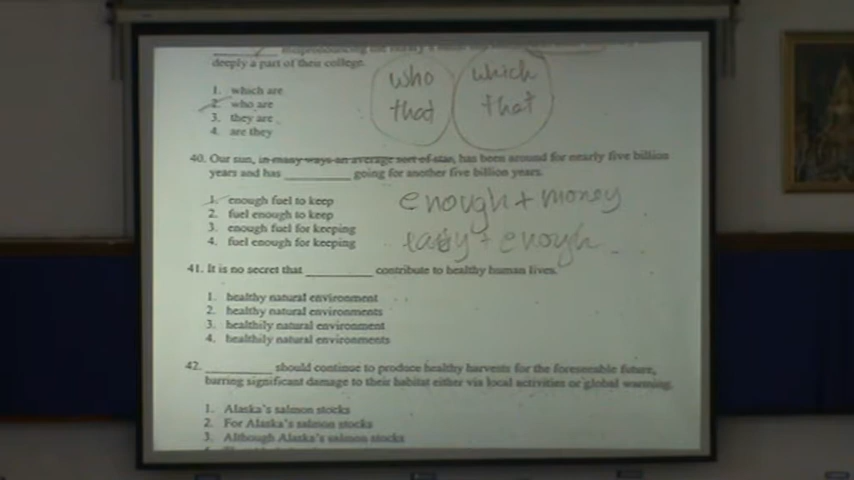 mispronouncing the
deeply a part of their college.
1. which are
2. who are
3. they are
4. are they
who
that
which
that
40. Our sun, in many ways an average sort of star, has been around for nearly five billion
years and has ________ going for another five billion years.
1. enough fuel to keep
2. fuel enough to keep
3. enough fuel for keeping
4. fuel enough for keeping
enough + money
easy + enough
41. It is no secret that ________ contribute to healthy human lives.
1. healthy natural environment
2. healthy natural environments
3. healthily natural environment
4. healthily natural environments
42. ________ should continue to produce healthy harvests for the foreseeable future,
barring significant damage to their habitat either via local activities or global warming.
1. Alaska's salmon stocks
2. For Alaska's salmon stocks
3. Although Alaska's salmon stocks